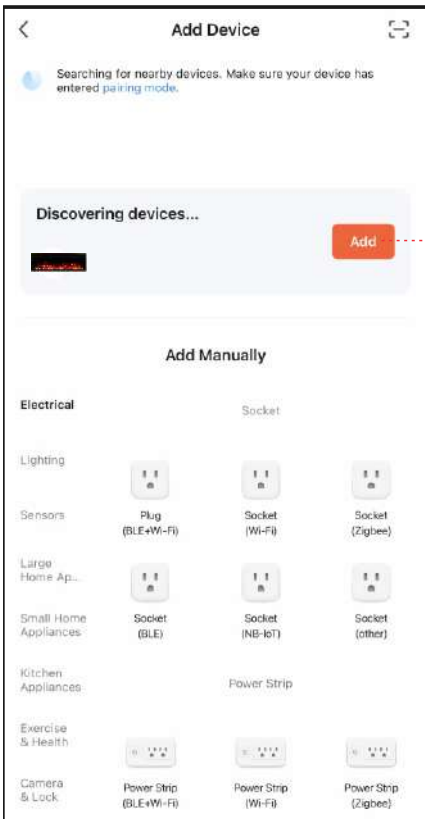 Add Device
Searching for nearby devices. Make sure your device has
entered pairing mode.
Discovering devices...
Add
Add Manually
Electrical
Socket
Lighting
Sensors
Plug
(BLE+Wi-Fi)
Socket
(Wi-Fi)
Socket
(Zigbee)
Large
Home Ap...
Small Home
Appliances
Socket
(BLE)
Socket
(NB-IoT)
Socket
(other)
Kitchen
Appliances
Power Strip
Exercise
& Health
Camera
& Lock
Power Strip
(BLE+Wi-Fi)
Power Strip
(Wi-Fi)
Power Strip
(Zigbee)